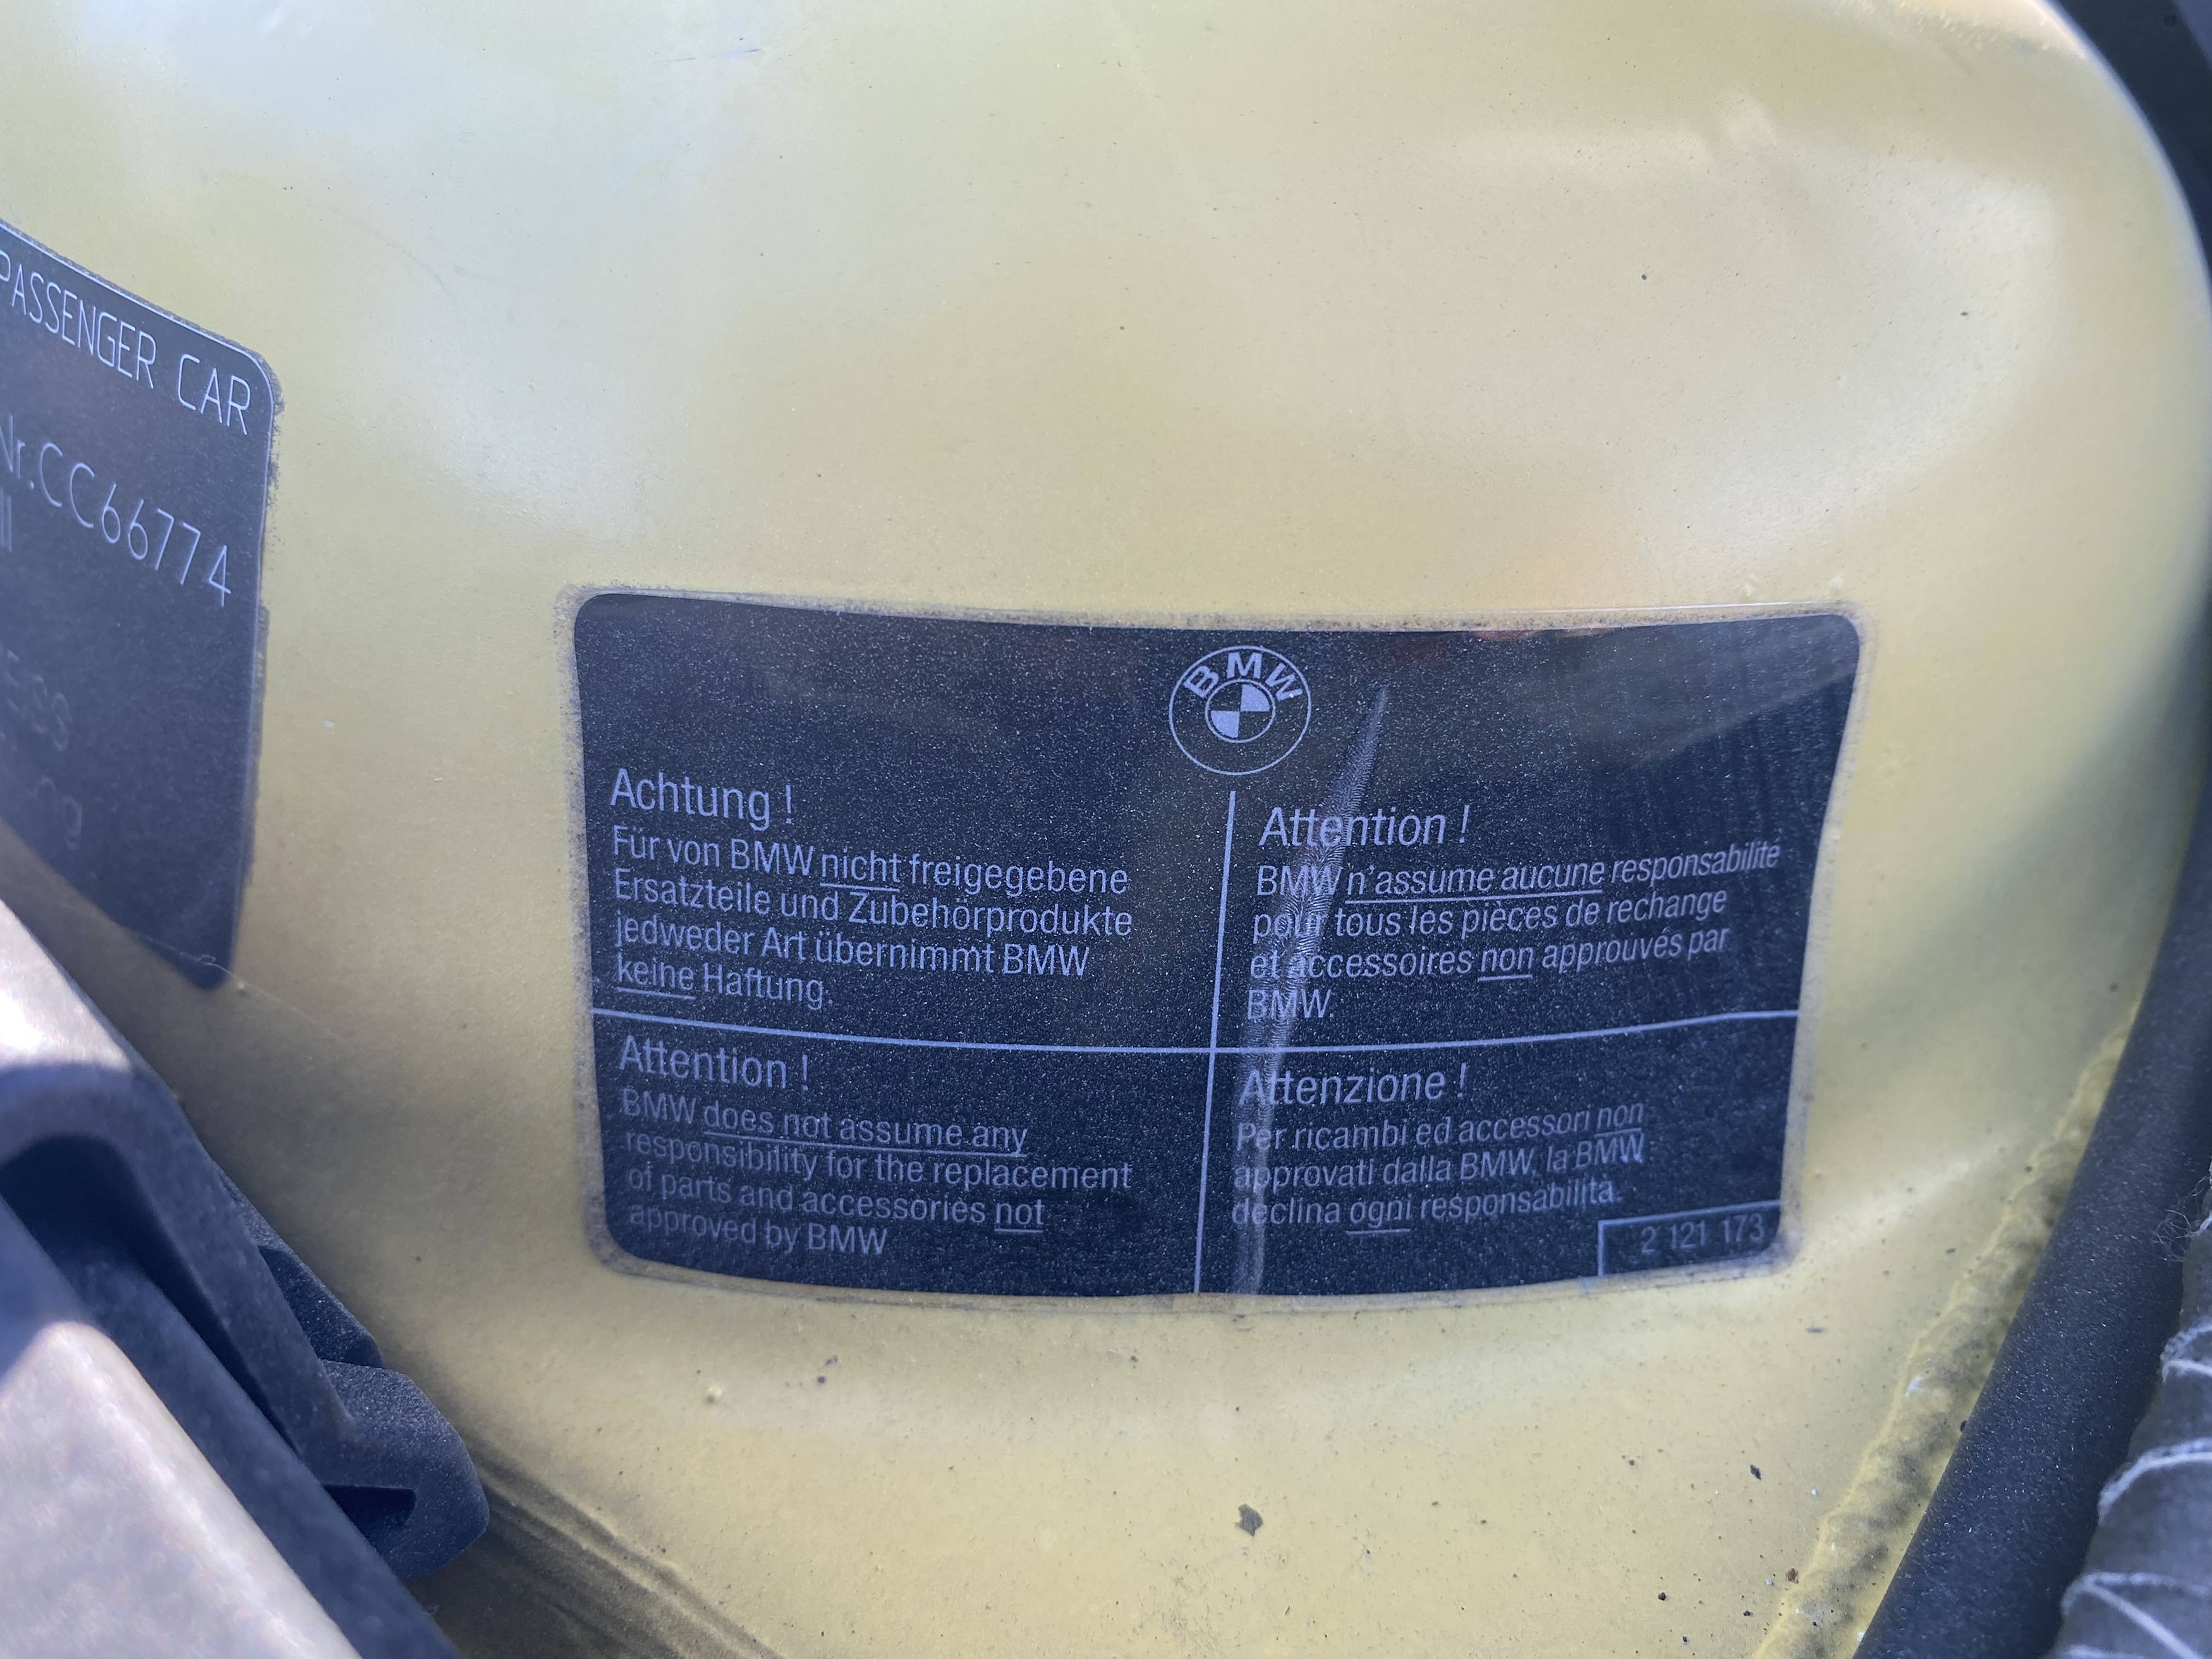 PASSENGER CAR
Nr.CC66774
BMW
Achtung !
Für von BMW nicht freigegebene
Ersatzteile und Zubehörprodukte
jedweder Art übernimmt BMW
keine Haftung.
Attention !
BMW n'assume aucune responsabilité
pour tous les pièces de rechange
et accessoires non approuvés par
BMW.
Attention !
BMW does not assume any
responsibility for the replacement
of parts and accessories not
approved by BMW
Attenzione !
Per ricambi ed accessori non
approvati dalla BMW, la BMW
declina ogni responsabilità.
2 121 173